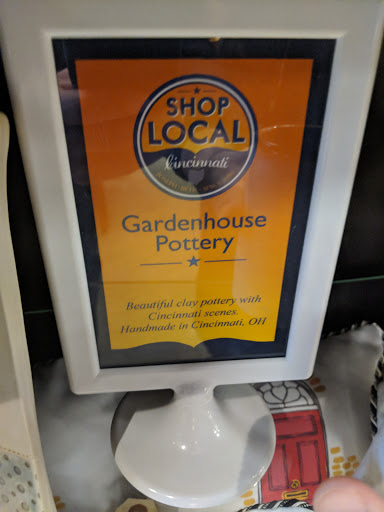 SHOP
LOCAL
Cincinnati
Gardenhouse
Pottery
Beautiful clay pottery with
Cincinnati scenes.
Handmade in Cincinnati, OH